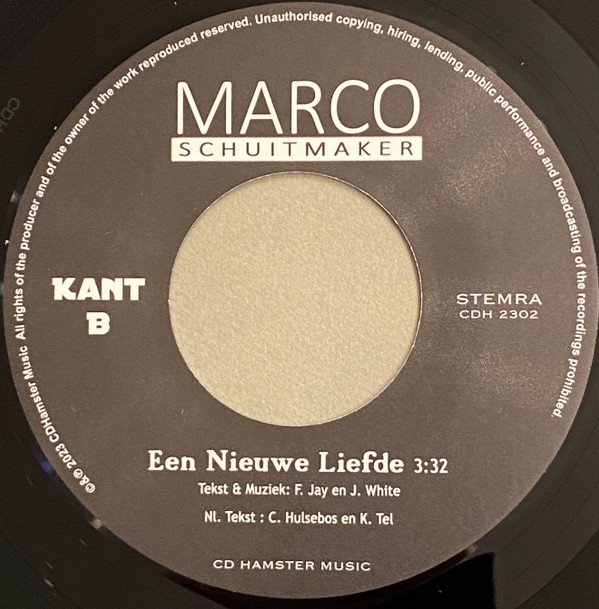 ©&℗ 2023 CDHamster Music All rights of the producer and of the owner of the work reproduced reserved. Unauthorised copying, hiring, lending, public performance and broadcasting of the recordings prohibited.
MARCO
SCHUITMAKER
KANT
B
STEMRA
CDH 2302
Een Nieuwe Liefde 3:32
Tekst & Muziek: F. Jay en J. White
Nl. Tekst : C. Hulsebos en K. Tel
CD HAMSTER MUSIC